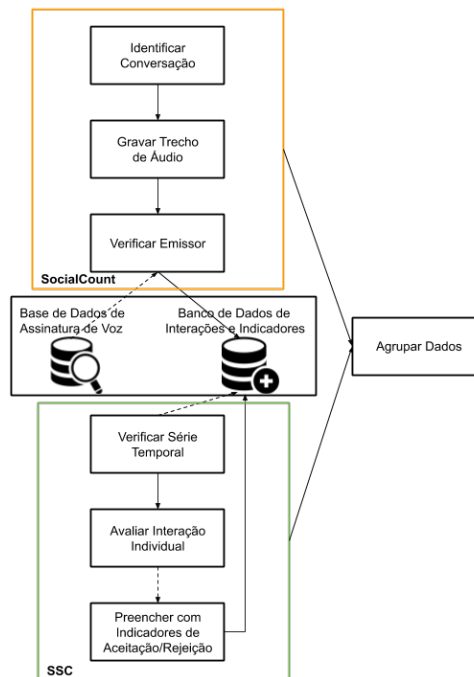 Identificar
Conversação
Gravar Trecho
de Áudio
Verificar Emissor
SocialCount
Base de Dados de
Assinatura de Voz
Banco de Dados de
Interações e Indicadores
Agrupar Dados
Verificar Série
Temporal
Avaliar Interação
Individual
Preencher com
Indicadores de
Aceitação/Rejeição
SSC